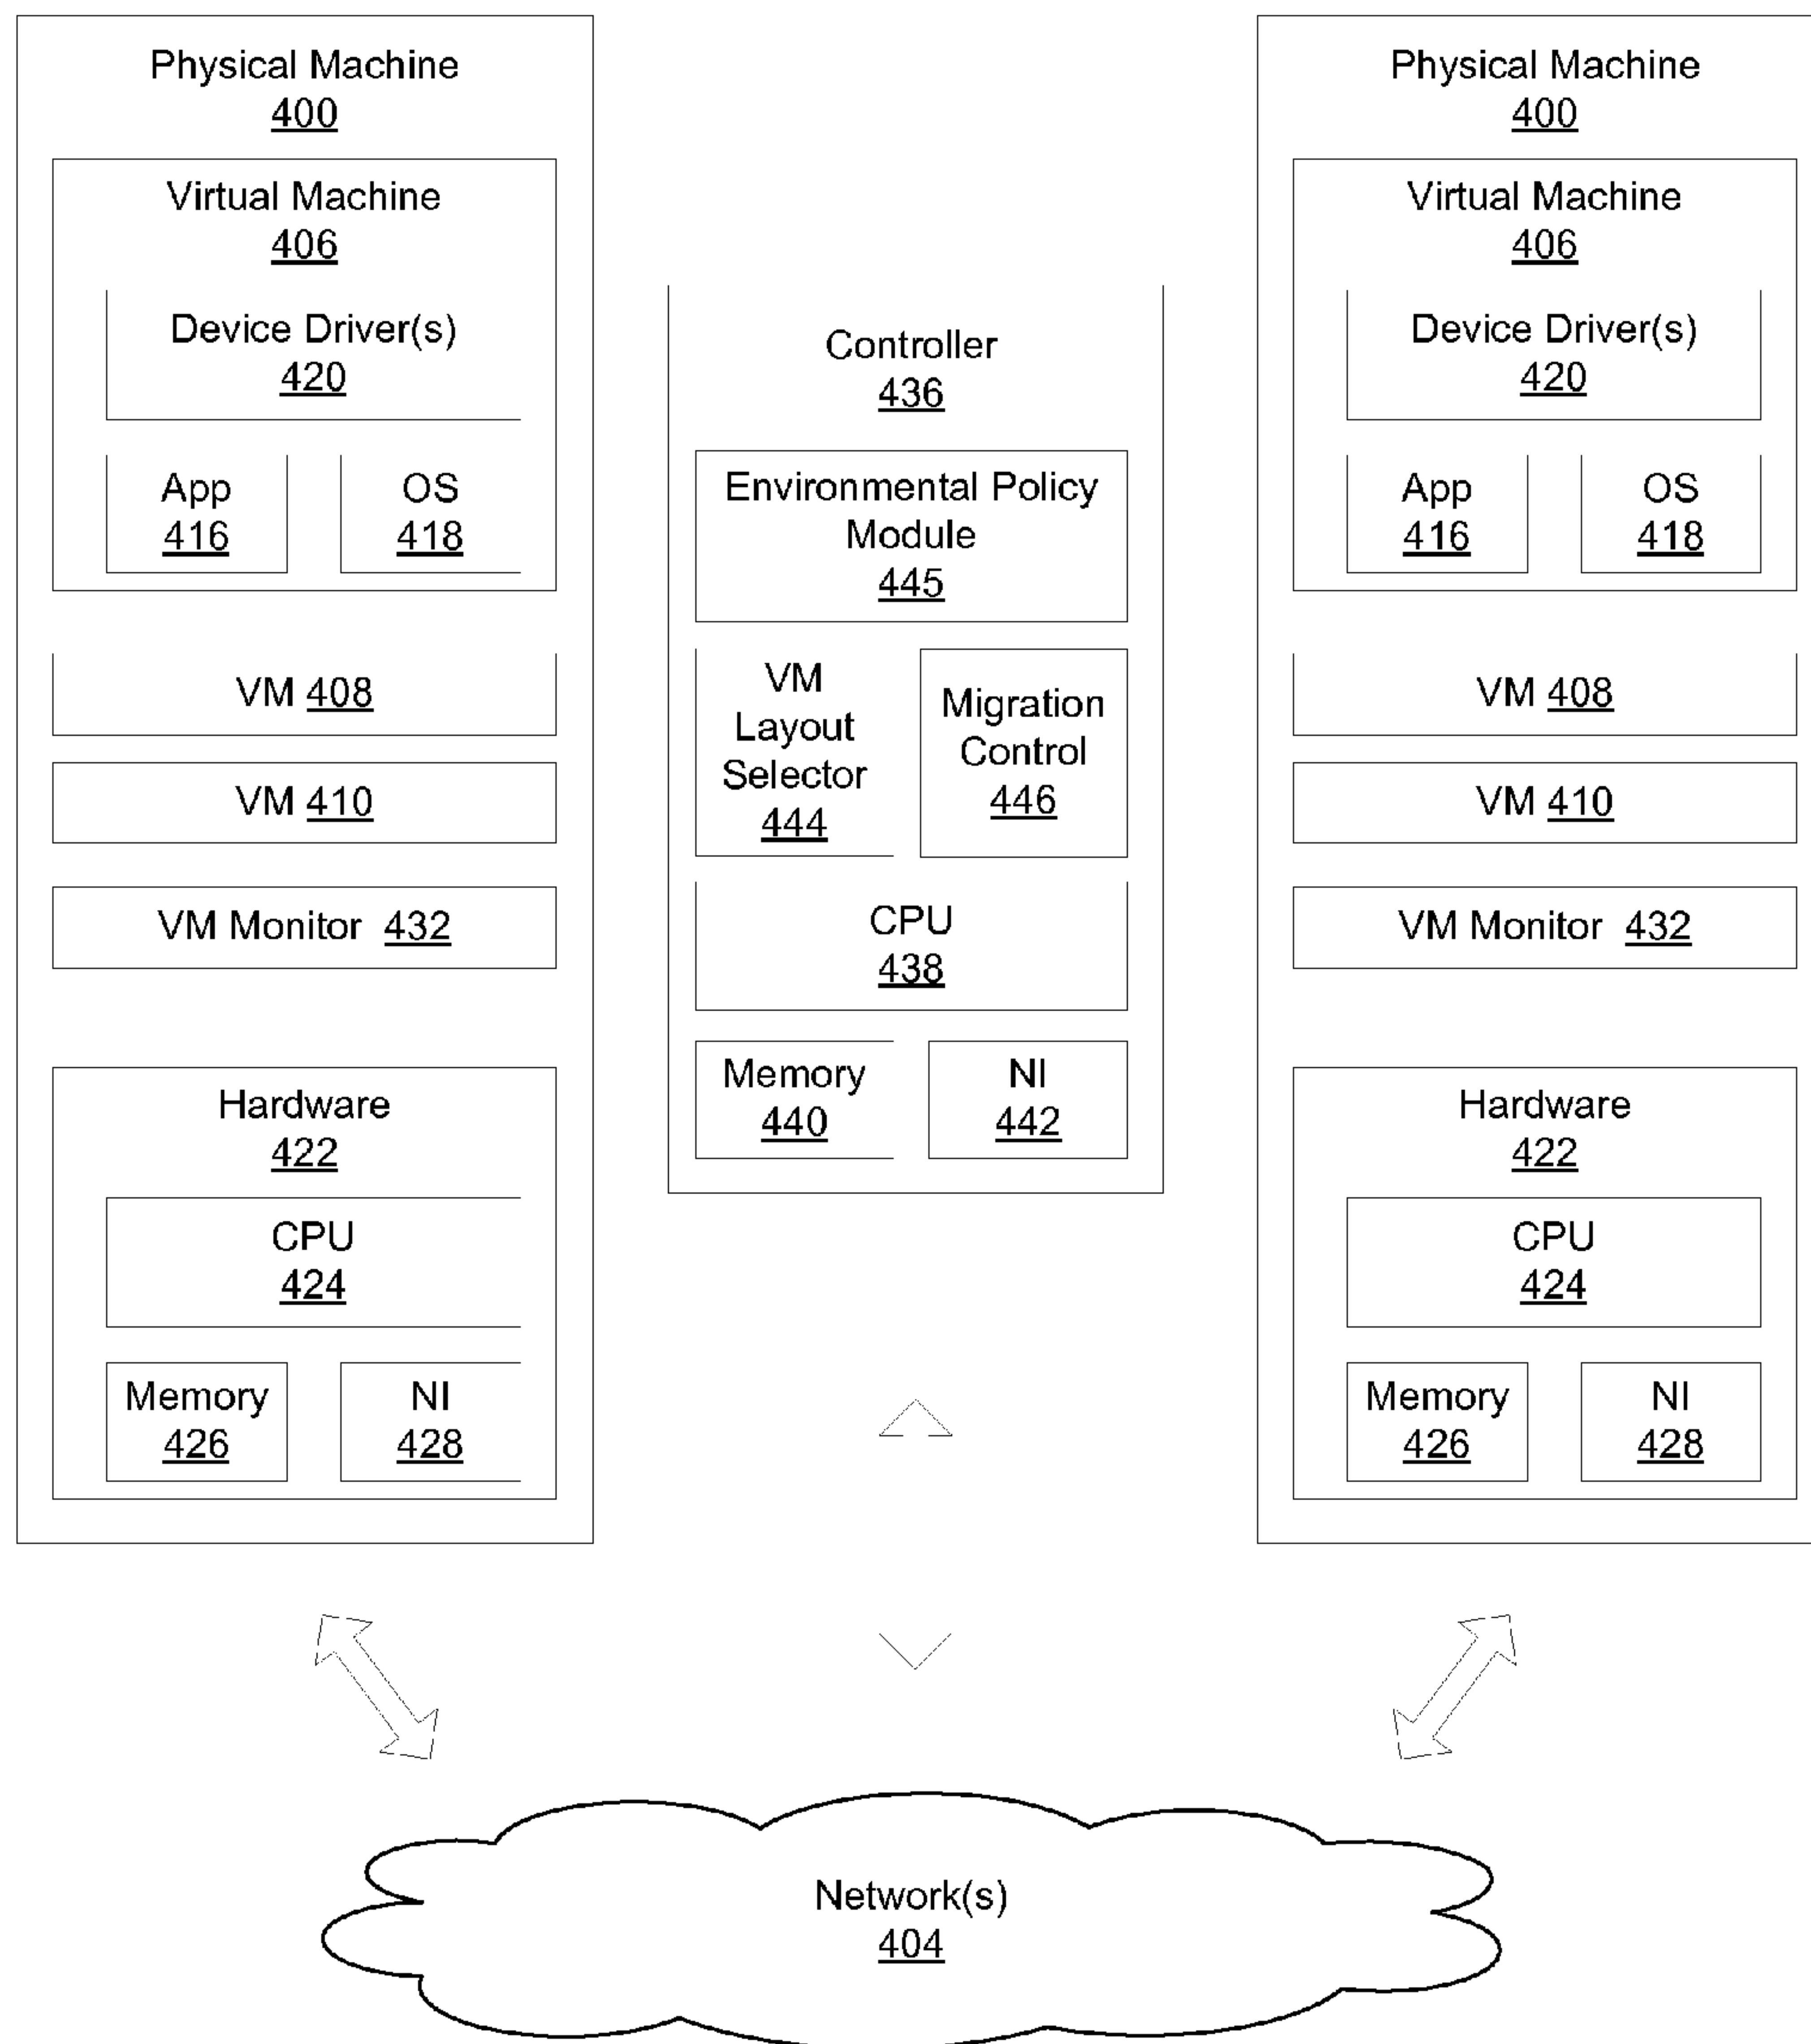 Physical Machine
400
Virtual Machine
406
Device Driver(s)
420
App
416
OS
418
VM 408
VM 410
VM Monitor 432
Hardware
422
CPU
424
Memory
426
NI
428
Controller
436
Environmental Policy
Module
445
VM
Layout
Selector
444
Migration
Control
446
CPU
438
Memory
440
NI
442
Physical Machine
400
Virtual Machine
406
Device Driver(s)
420
App
416
OS
418
VM 408
VM 410
VM Monitor 432
Hardware
422
CPU
424
Memory
426
NI
428
Network(s)
404